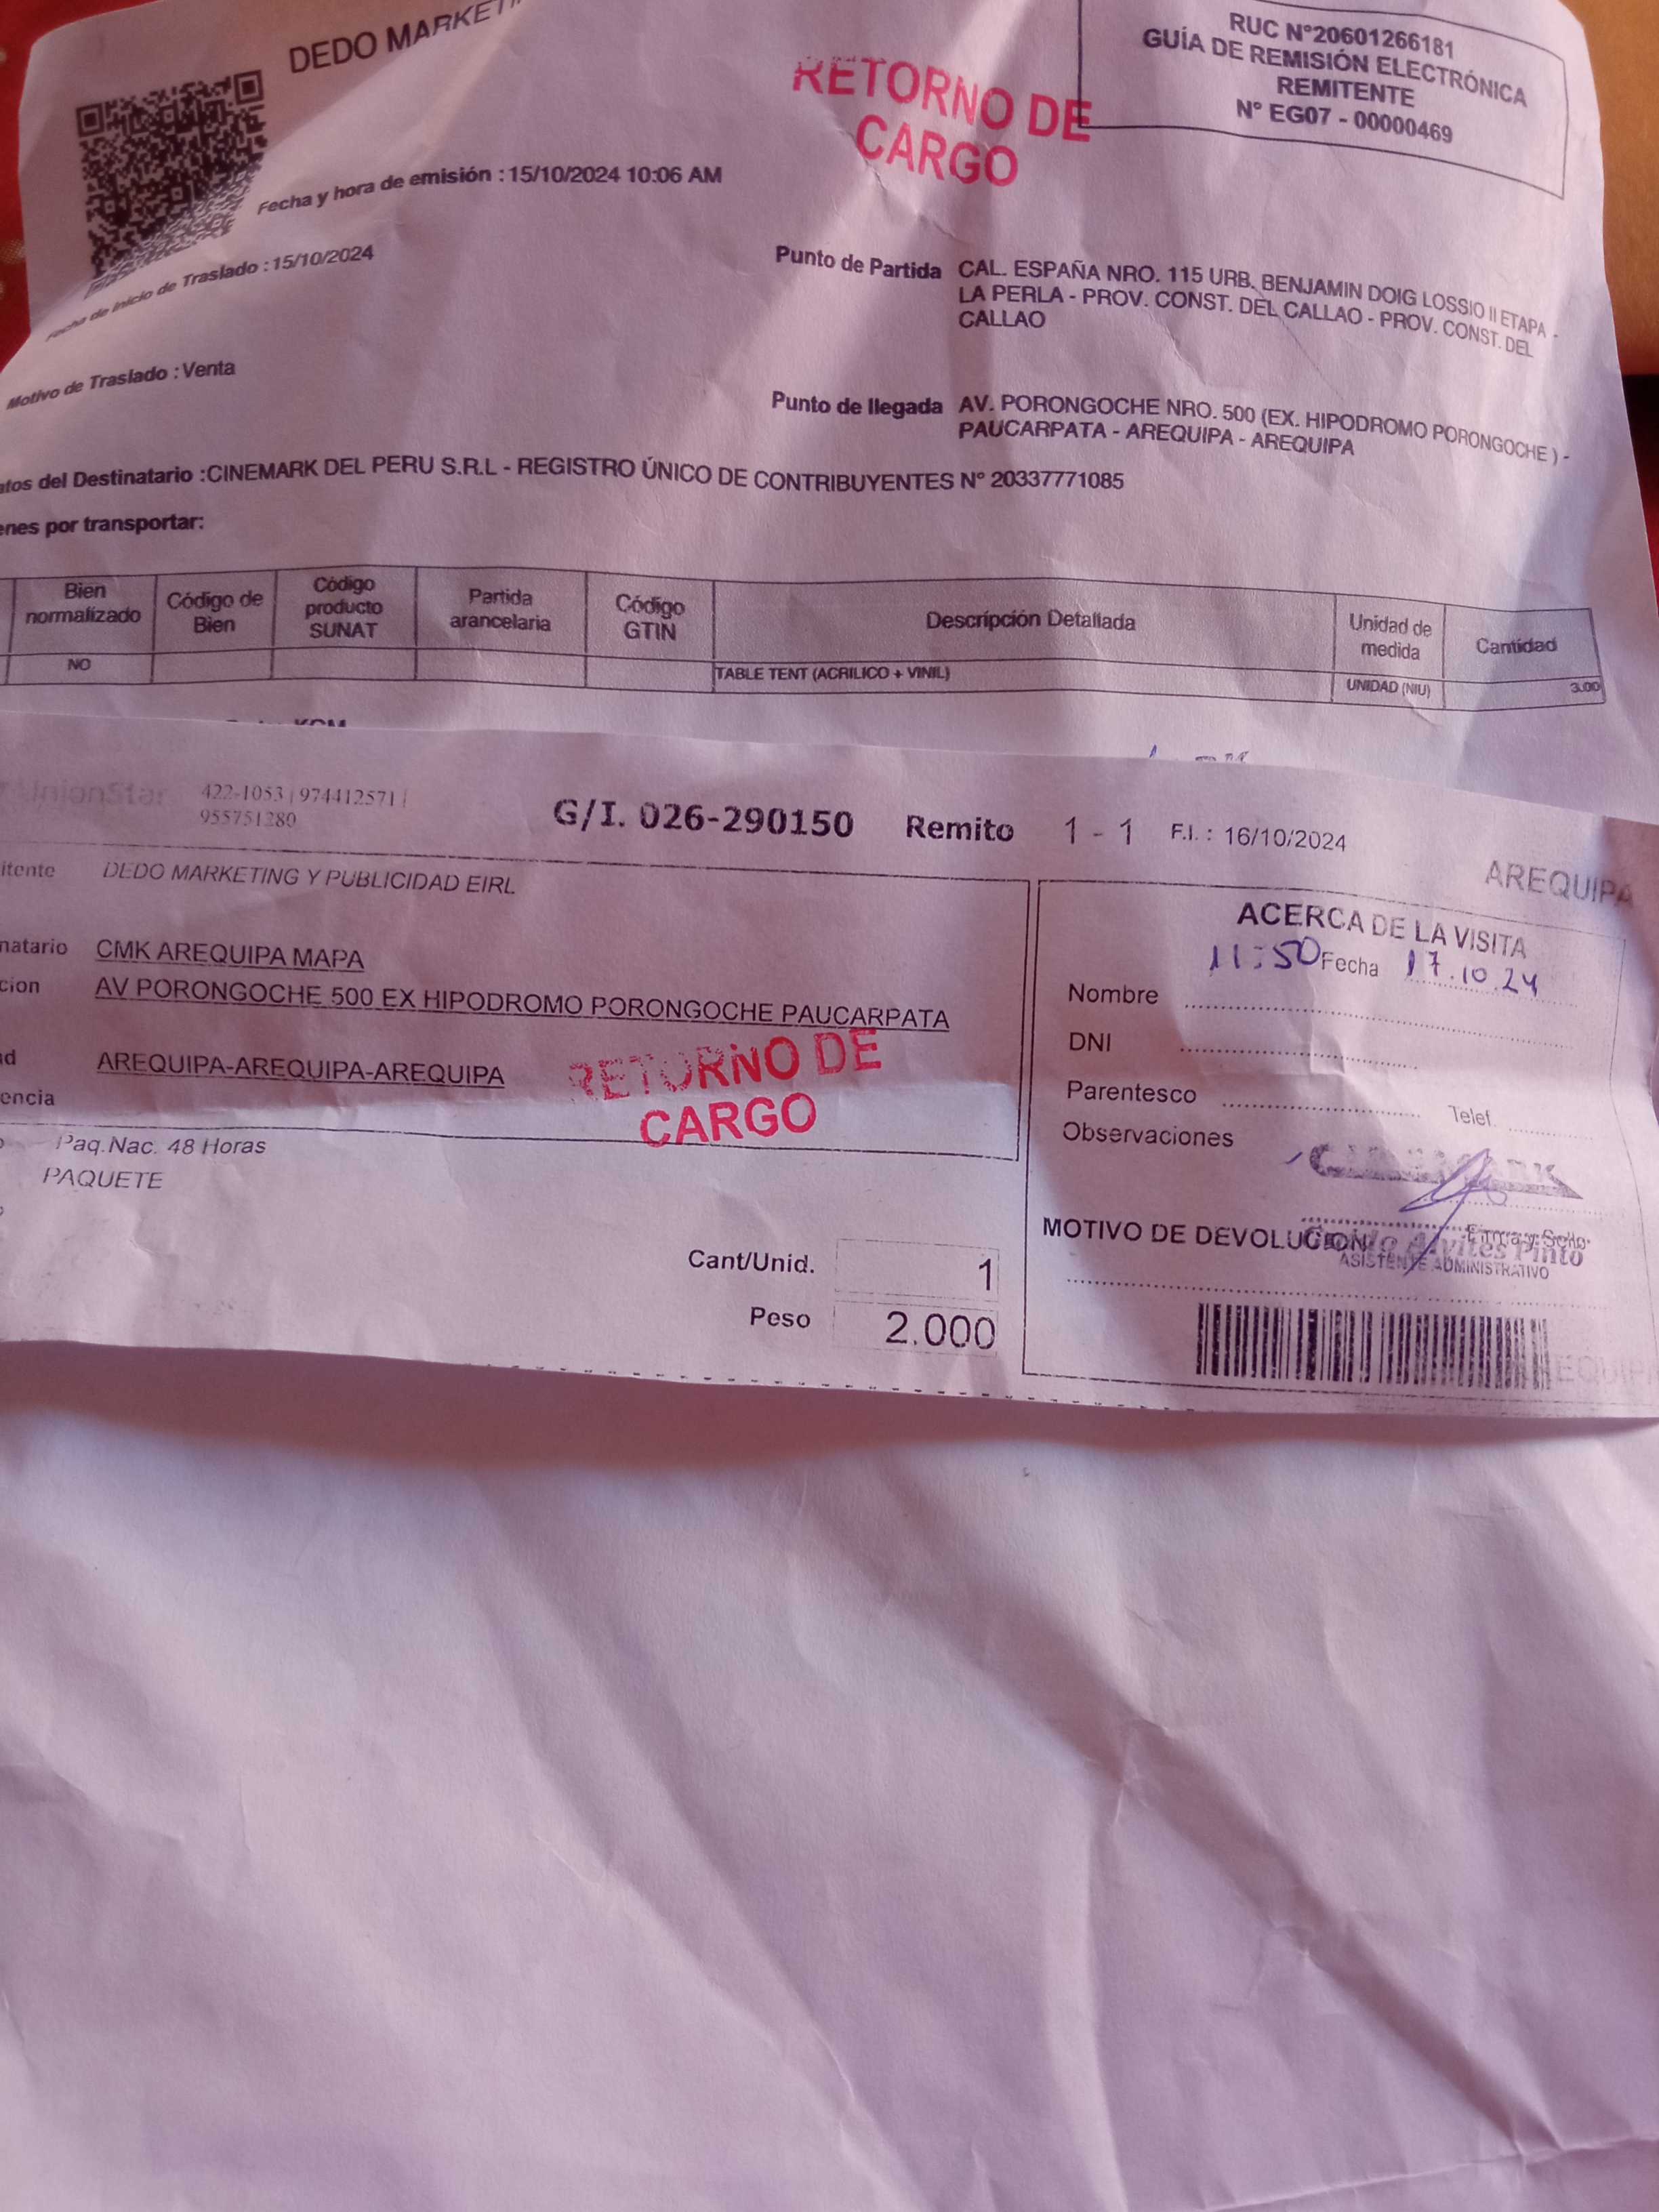 DEDO MARKETI
RETORNO DE
CARGO
RUC N°20601266181
GUÍA DE REMISIÓN ELECTRÓNICA
REMITENTE
N° EG07 - 00000469
Fecha y hora de emisión : 15/10/2024 10:06 AM
Fecha de Inicio de Traslado : 15/10/2024
Motivo de Traslado : Venta
Punto de Partida CAL. ESPAÑA NRO. 115 URB. BENJAMIN DOIG LOSSIO II ETAPA -
LA PERLA - PROV. CONST. DEL CALLAO - PROV. CONST. DEL
CALLAO
Punto de llegada AV. PORONGOCHE NRO. 500 (EX. HIPODROMO PORONGOCHE ) -
PAUCARPATA - AREQUIPA - AREQUIPA
atos del Destinatario :CINEMARK DEL PERU S.R.L - REGISTRO ÚNICO DE CONTRIBUYENTES N° 20337771085
enes por transportar:
Bien normalizado Código de Bien Código producto SUNAT Partida arancelaria Código GTIN Descripción Detallada Unidad de medida Cantidad
NO TABLE TENT (ACRILICO + VINIL) UNIDAD (NIU) 3.00
KGM
UnionStar 422-1053 | 974412571 |
955751280
G/I. 026-290150 Remito 1 - 1 F.I. : 16/10/2024
AREQUIPA
itente DEDO MARKETING Y PUBLICIDAD EIRL
natario CMK AREQUIPA MAPA
cion AV PORONGOCHE 500 EX HIPODROMO PORONGOCHE PAUCARPATA
d AREQUIPA-AREQUIPA-AREQUIPA
encia
RETORNO DE
CARGO
Paq.Nac. 48 Horas
PAQUETE
Cant/Unid. 1
Peso 2.000
ACERCA DE LA VISITA
11:50 Fecha 17.10.24
Nombre
DNI
Parentesco Telef.
Observaciones
CINEMARK
Firma y Sello
MOTIVO DE DEVOLUCION
Pinto
ASISTENTE ADMINISTRATIVO
EQUIPA